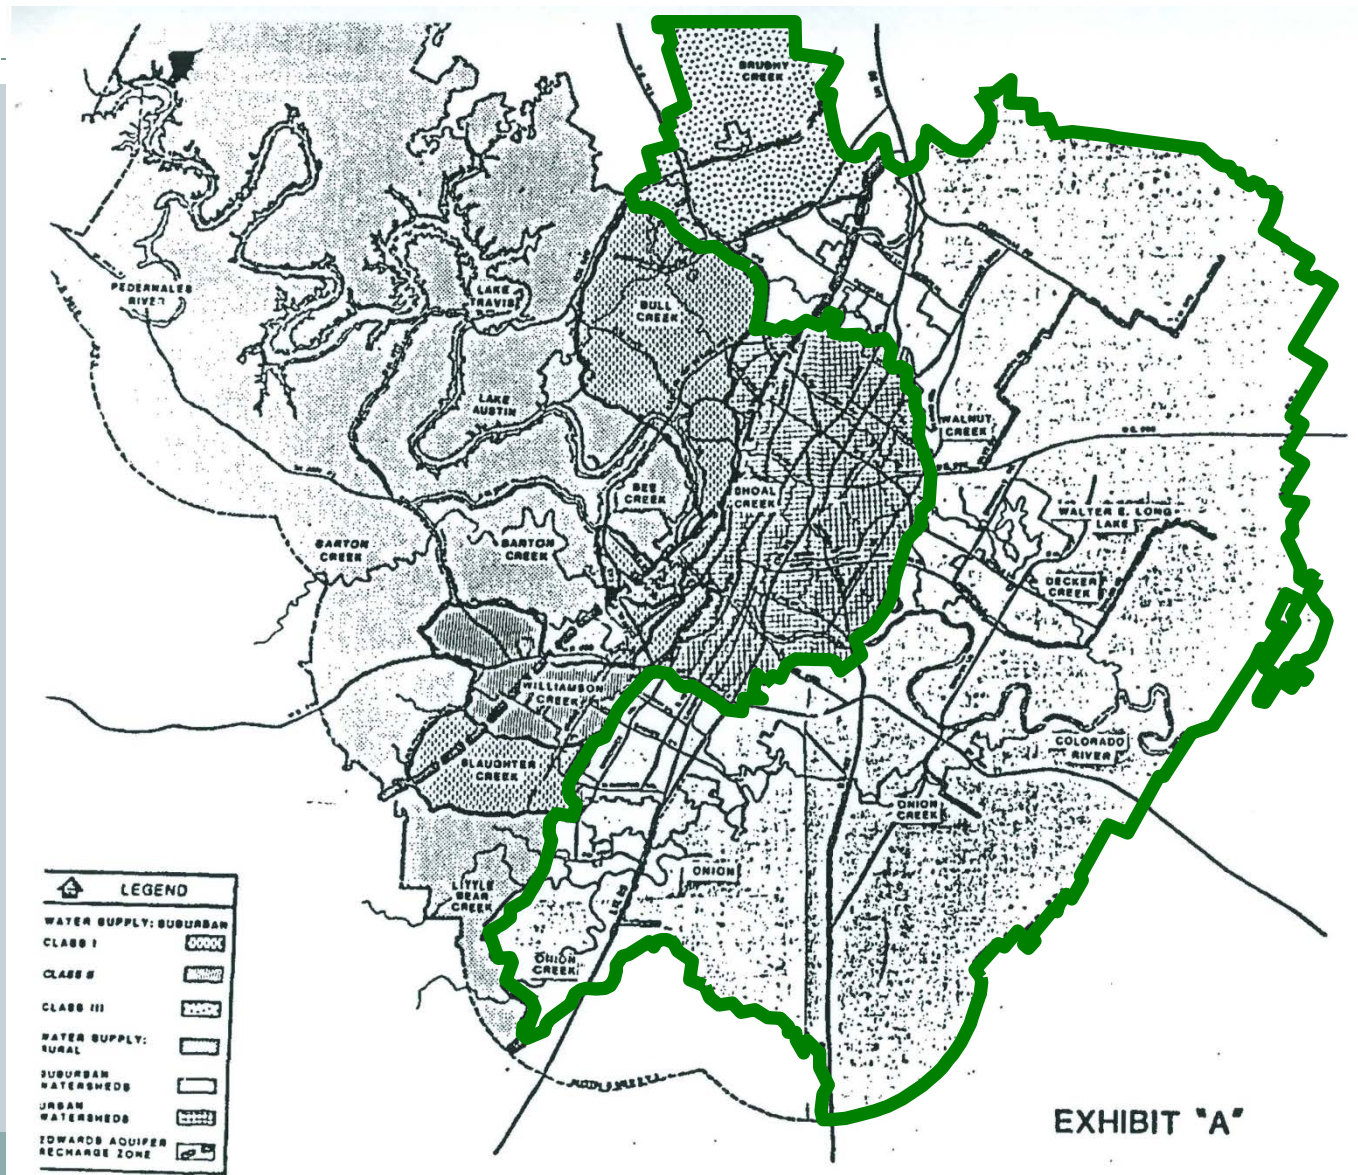 BRUSHY
CREEK
PEDERNALES
RIVER
LAKE
TRAVIS
BULL
CREEK
LAKE
AUSTIN
WALNUT
CREEK
BEE
CREEK
SHOAL
CREEK
WALTER E. LONG
LAKE
BARTON
CREEK
BARTON
CREEK
DECKER
CREEK
WILLIAMSON
CREEK
COLORADO
RIVER
SLAUGHTER
CREEK
ONION
CREEK
ONION
LITTLE
BEAR
CREEK
ONION
CREEK
LEGEND
WATER SUPPLY: SUBURBAN
CLASS I
CLASS II
CLASS III
WATER SUPPLY:
RURAL
SUBURBAN
WATERSHEDS
URBAN
WATERSHEDS
EDWARDS AQUIFER
RECHARGE ZONE
EXHIBIT "A"